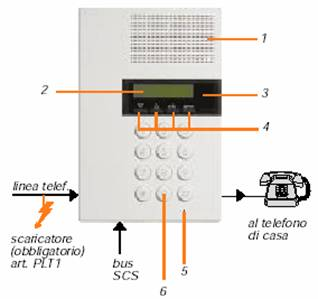 1
2
3
4
linea telef.
scaricatore
(obbligatorio)
art. PLT1
bus
SCS
6
5
al telefono
di casa